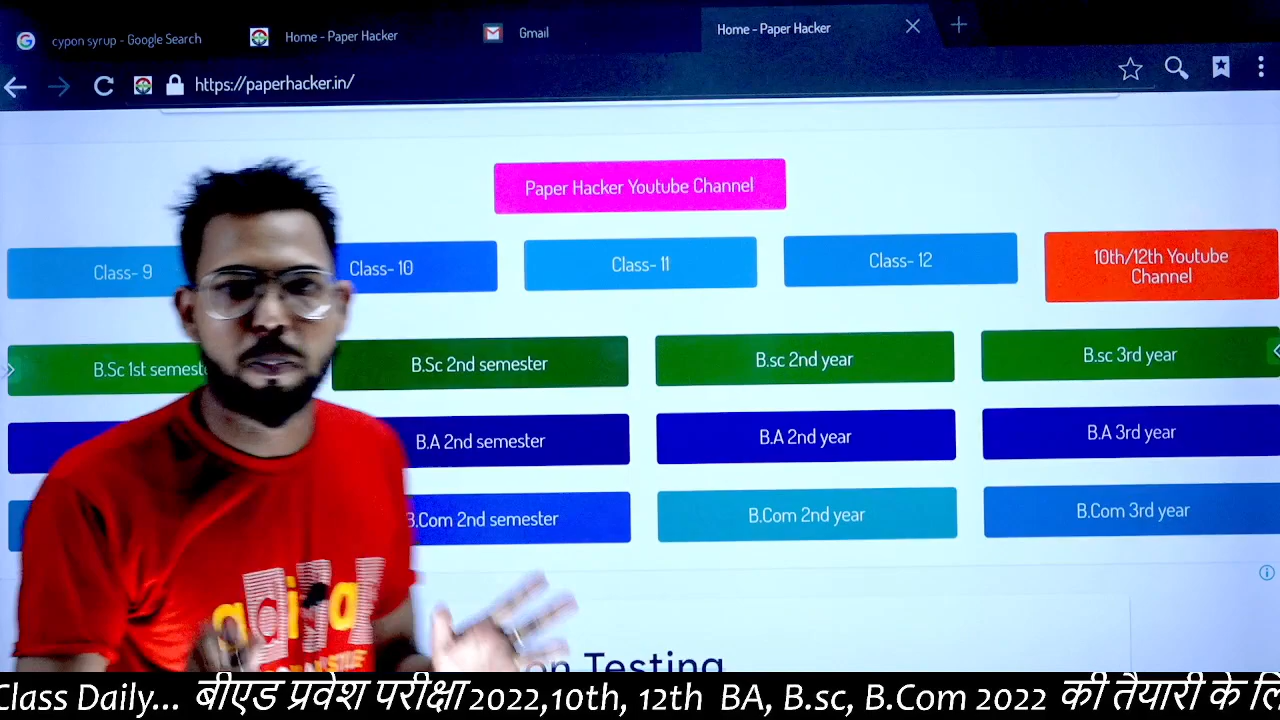 cypon syrup - Google Search
Home - Paper Hacker
Gmail
Home - Paper Hacker
https://paperhacker.in/
Paper Hacker Youtube Channel
Class- 9
Class- 10
Class- 11
Class- 12
10th/12th Youtube
Channel
B.Sc 1st semest
B.Sc 2nd semester
B.sc 2nd year
B.sc 3rd year
B.A 2nd semester
B.A 2nd year
B.A 3rd year
B.Com 2nd semester
B.Com 2nd year
B.Com 3rd year
on Testing
Class Daily... बीएड प्रवेश परीक्षा 2022,10th, 12th BA, B.sc, B.Com 2022 की तैयारी के लि